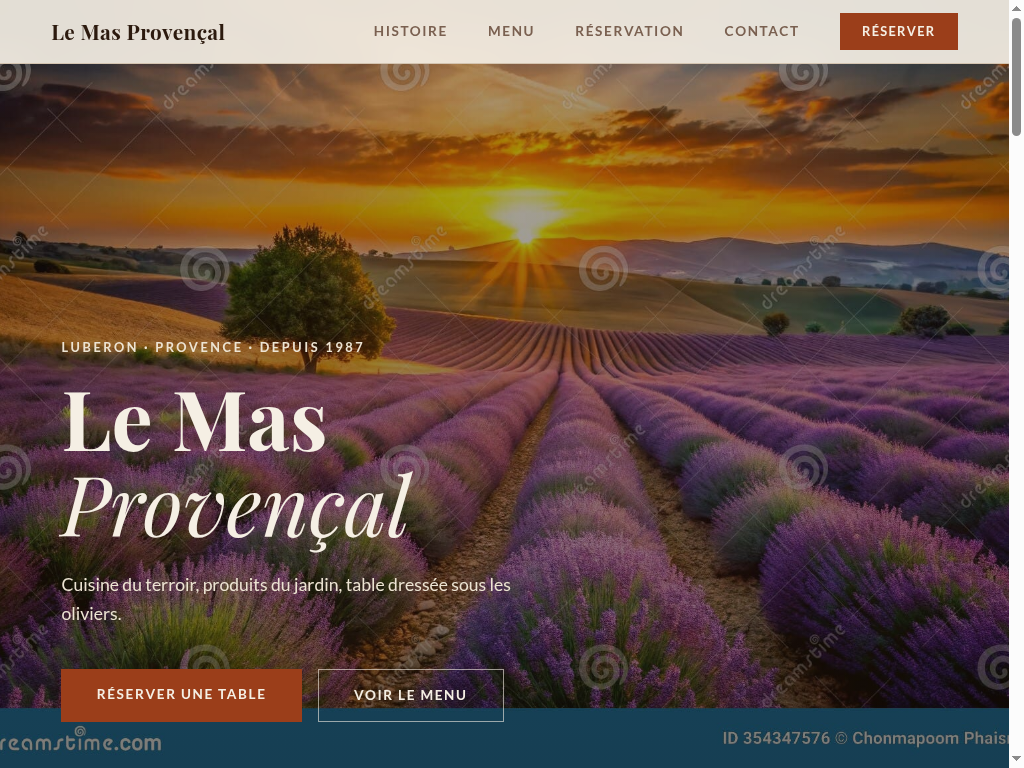 Le Mas Provençal
HISTOIRE
MENU
RÉSERVATION
CONTACT
RÉSERVER
LUBERON · PROVENCE · DEPUIS 1987
Le Mas
Provençal
Cuisine du terroir, produits du jardin, table dressée sous les
oliviers.
RÉSERVER UNE TABLE
VOIR LE MENU
reamstime.com
ID 354347576 © Chonmapoom